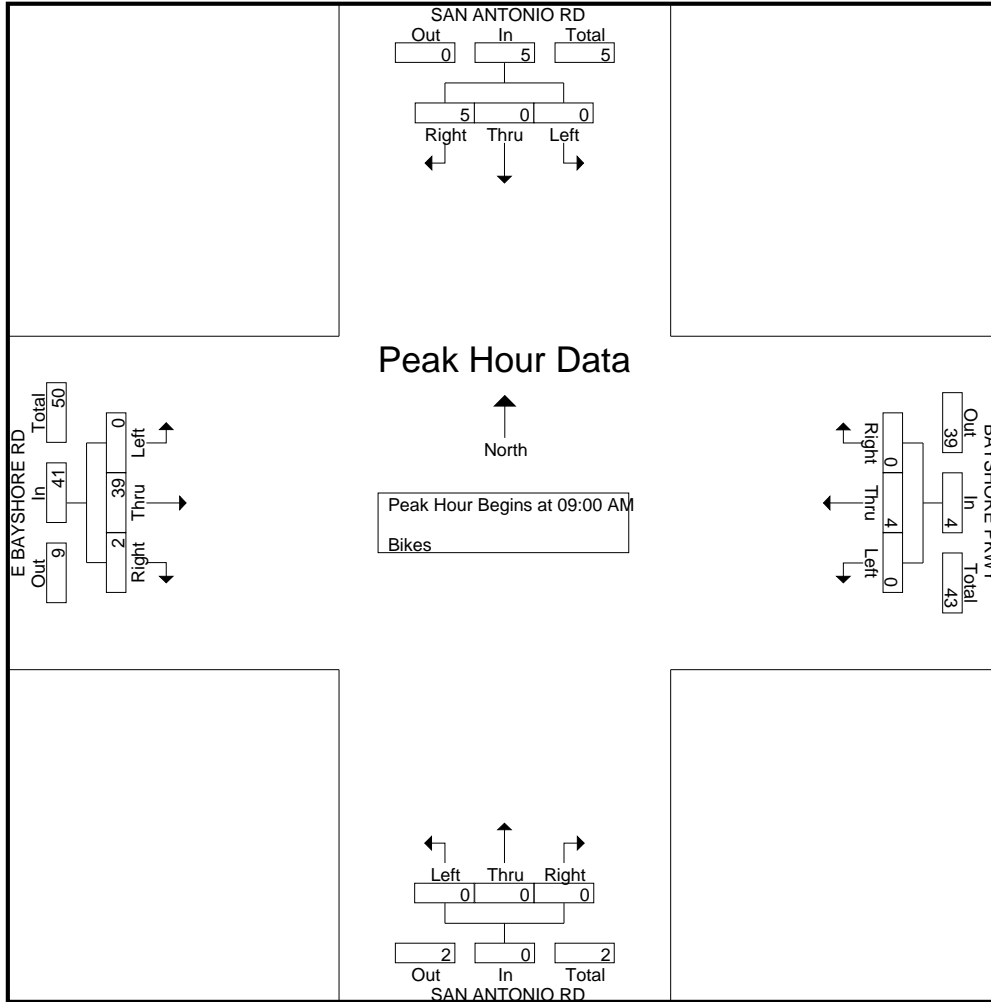 SAN ANTONIO RD
Out In Total
0 5 5
5 0 0
Right Thru Left
Peak Hour Data
North
Peak Hour Begins at 09:00 AM
Bikes
E BAYSHORE RD
Out In Total
9 41 50
2 39 0
Right Thru Left
BAYSHORE PKWY
Out In Total
39 4 43
0 4 0
Right Thru Left
Left Thru Right
0 0 0
2 0 2
Out In Total
SAN ANTONIO RD